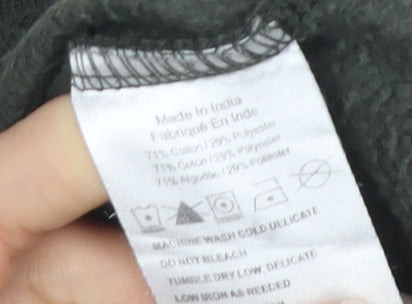 Made In India
Fabriqué En Inde
71% Cotton / 29% Polyester
71% Coton / 29% Polyester
71% Algodão / 29% Poliéster
MACHINE WASH COLD DELICATE
DO NOT BLEACH
TUMBLE DRY LOW, DELICATE
LOW IRON AS NEEDED